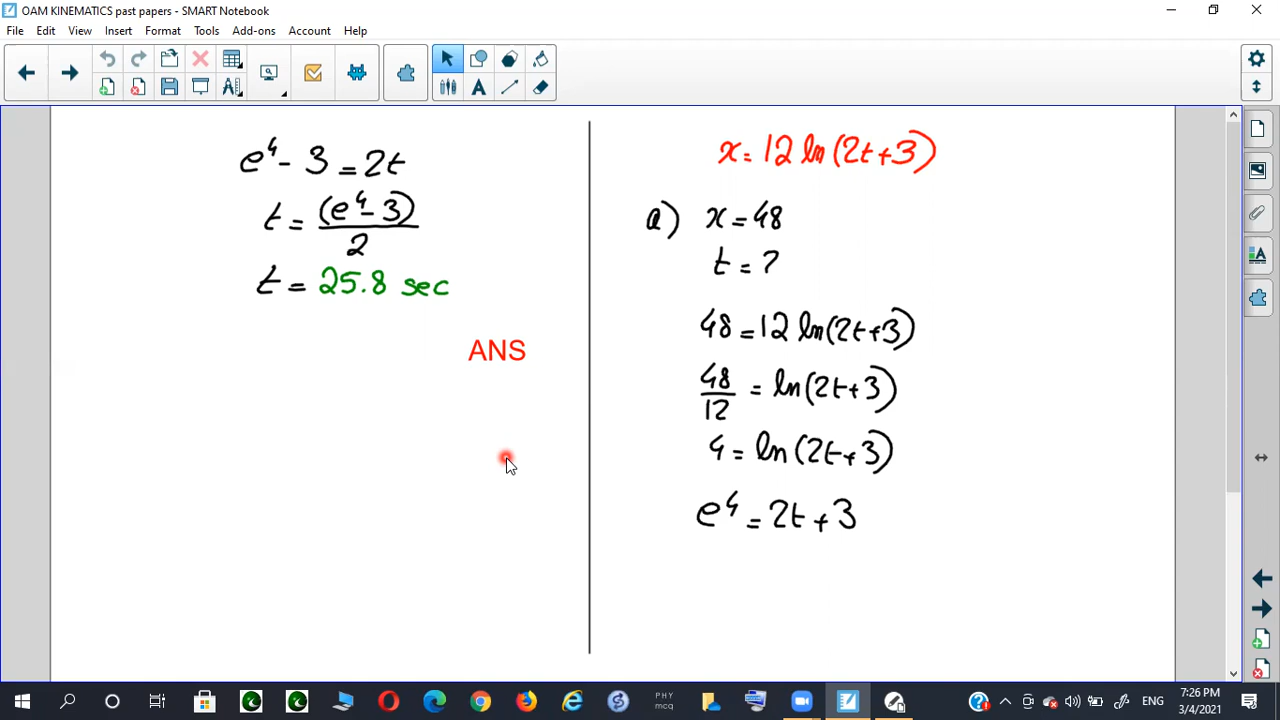 OAM KINEMATICS past papers - SMART Notebook
File Edit View Insert Format Tools Add-ons Account Help
e⁴ - 3 = 2t
t = (e⁴ - 3) / 2
t = 25.8 sec
ANS
x = 12 ln(2t+3)
a) x = 48
t = ?
48 = 12 ln(2t+3)
48/12 = ln(2t+3)
4 = ln(2t+3)
e⁴ = 2t + 3
PHY
mcq
ENG
7:26 PM
3/4/2021